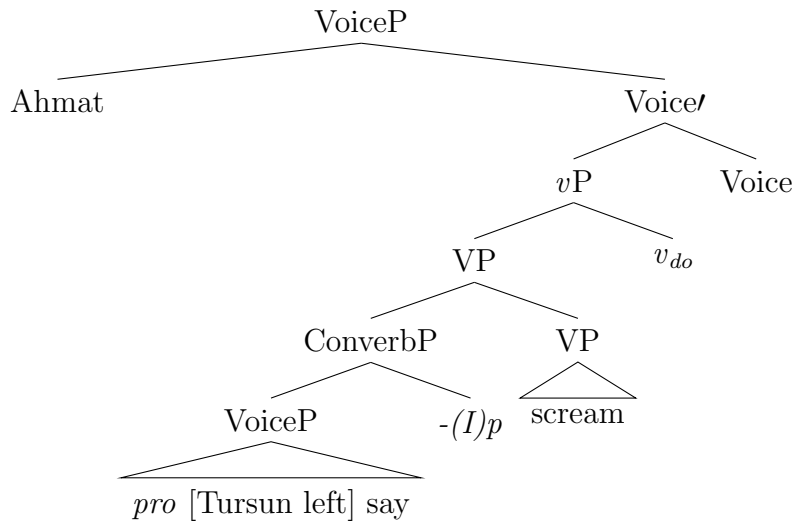 VoiceP
Ahmat Voice′
vP Voice
VP v_do
ConverbP VP
VoiceP -(I)p scream
pro [Tursun left] say